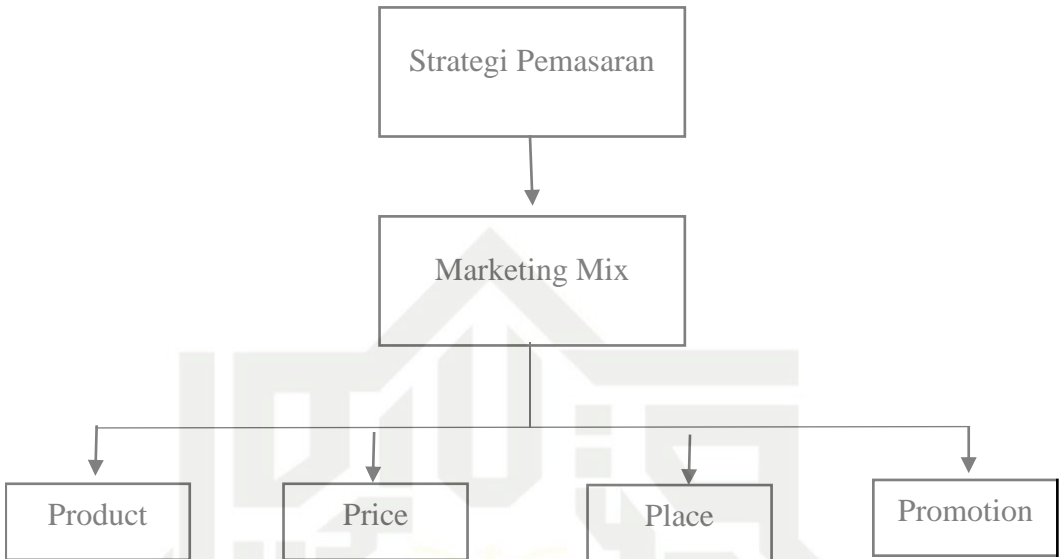 Strategi Pemasaran
Marketing Mix
Product
Price
Place
Promotion